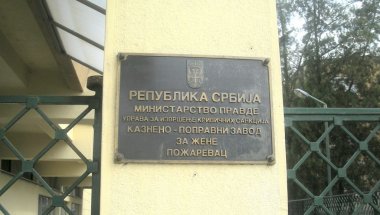 РЕПУБЛИКА СРБИЈА
МИНИСТАРСТВО ПРАВДЕ
УПРАВА ЗА ИЗВРШЕЊЕ КРИВИЧНИХ САНКЦИЈА
КАЗНЕНО - ПОПРАВНИ ЗАВОД
ЗА ЖЕНЕ
ПОЖАРЕВАЦ